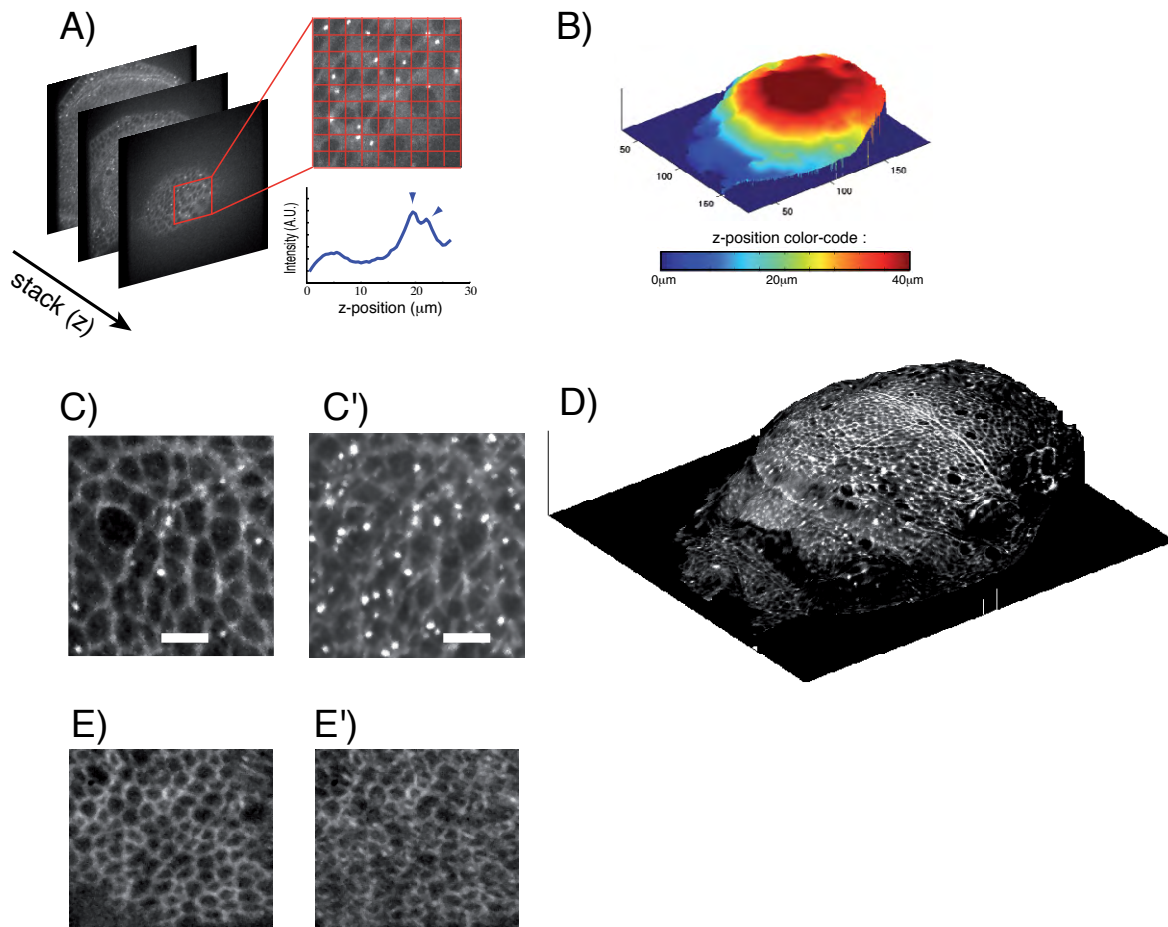 A)
stack (z)
Intensity (A.U.)
0 10 20 30
z-position (μm)
B)
50
100
150
50
100
150
z-position color-code :
0μm 20μm 40μm
C)
C')
D)
E)
E')